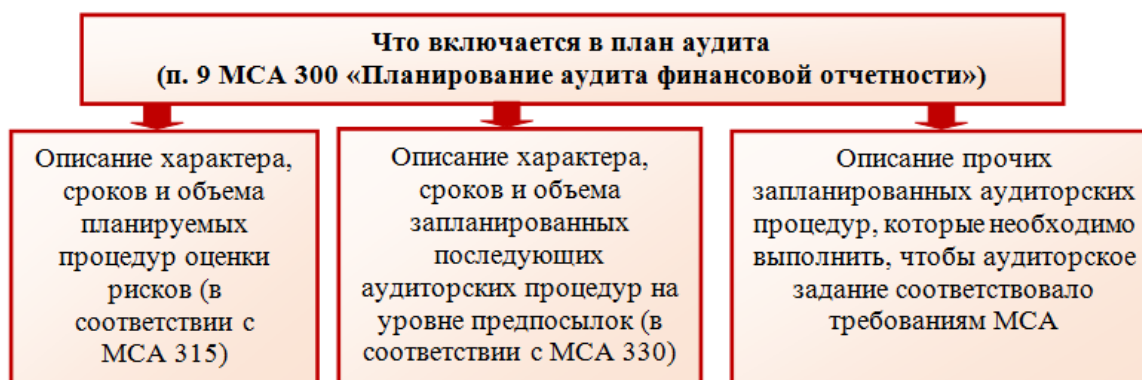 Что включается в план аудита
(п. 9 МСА 300 «Планирование аудита финансовой отчетности»)
Описание характера,
сроков и объема
планируемых
процедур оценки
рисков (в
соответствии с
МСА 315)
Описание характера,
сроков и объема
запланированных
последующих
аудиторских процедур на
уровне предпосылок (в
соответствии с МСА 330)
Описание прочих
запланированных аудиторских
процедур, которые необходимо
выполнить, чтобы аудиторское
задание соответствовало
требованиям МСА